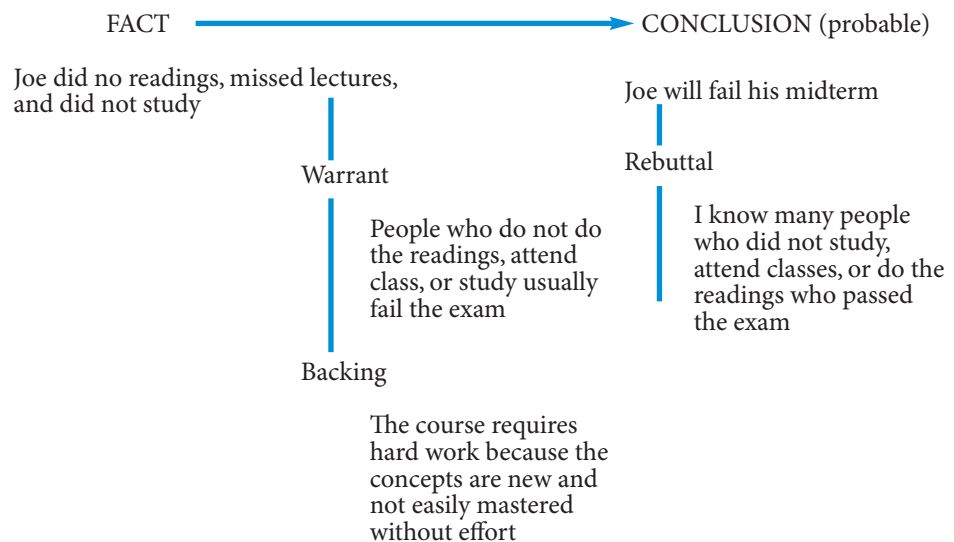 FACT
CONCLUSION (probable)
Joe did no readings, missed lectures,
and did not study
Joe will fail his midterm
Warrant
Rebuttal
People who do not do
the readings, attend
class, or study usually
fail the exam
I know many people
who did not study,
attend classes, or do the
readings who passed
the exam
Backing
The course requires
hard work because the
concepts are new and
not easily mastered
without effort